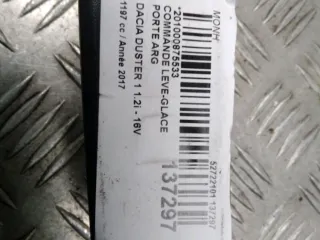 MONH
*201000875533
COMMANDE LEVE-GLACE
PORTE ARG
DACIA DUSTER 1 1.2i - 16V
1197 cc / Année 2017
137297
52722101 137297